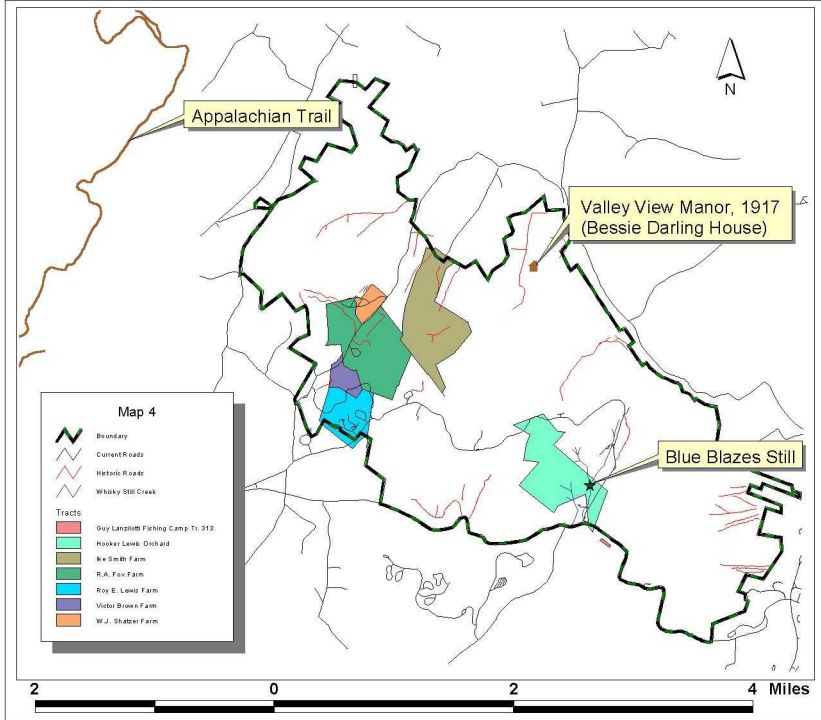 Appalachian Trail
N
Valley View Manor, 1917
(Bessie Darling House)
Blue Blazes Still
Map 4
Boundary
Current Roads
Historic Roads
Whisky Still Creek
Tracts
Guy Lanzillotti Fishing Camp Tr. 313
Hooker Lewis Orchard
Ike Smith Farm
R.A. Fox Farm
Roy E. Lewis Farm
Victor Brown Farm
W.J. Shatzer Farm
2 0 2 4 Miles